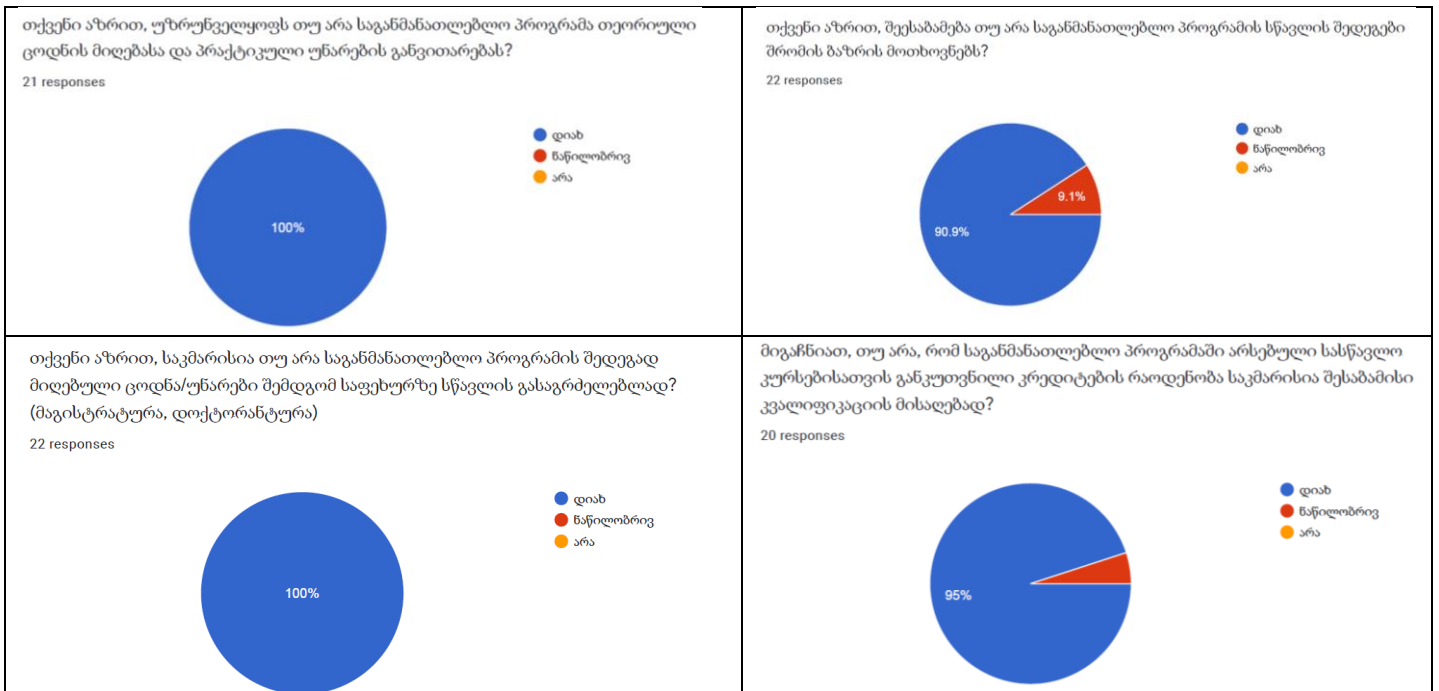 თქვენი აზრით, უზრუნველყოფს თუ არა საგანმანათლებლო პროგრამა თეორიული
ცოდნის მიღებასა და პრაქტიკული უნარების განვითარებას?
21 responses
დიახ
ნაწილობრივ
არა
100%
თქვენი აზრით, შეესაბამება თუ არა საგანმანათლებლო პროგრამის სწავლის შედეგები
შრომის ბაზრის მოთხოვნებს?
22 responses
დიახ
ნაწილობრივ
არა
9.1%
90.9%
თქვენი აზრით, საკმარისია თუ არა საგანმანათლებლო პროგრამის შედეგად
მიღებული ცოდნა/უნარები შემდგომ საფეხურზე სწავლის გასაგრძელებლად?
(მაგისტრატურა, დოქტორანტურა)
22 responses
დიახ
ნაწილობრივ
არა
100%
მიგაჩნიათ, თუ არა, რომ საგანმანათლებლო პროგრამაში არსებული სასწავლო
კურსებისათვის განკუთვნილი კრედიტების რაოდენობა საკმარისია შესაბამისი
კვალიფიკაციის მისაღებად?
20 responses
დიახ
ნაწილობრივ
არა
95%